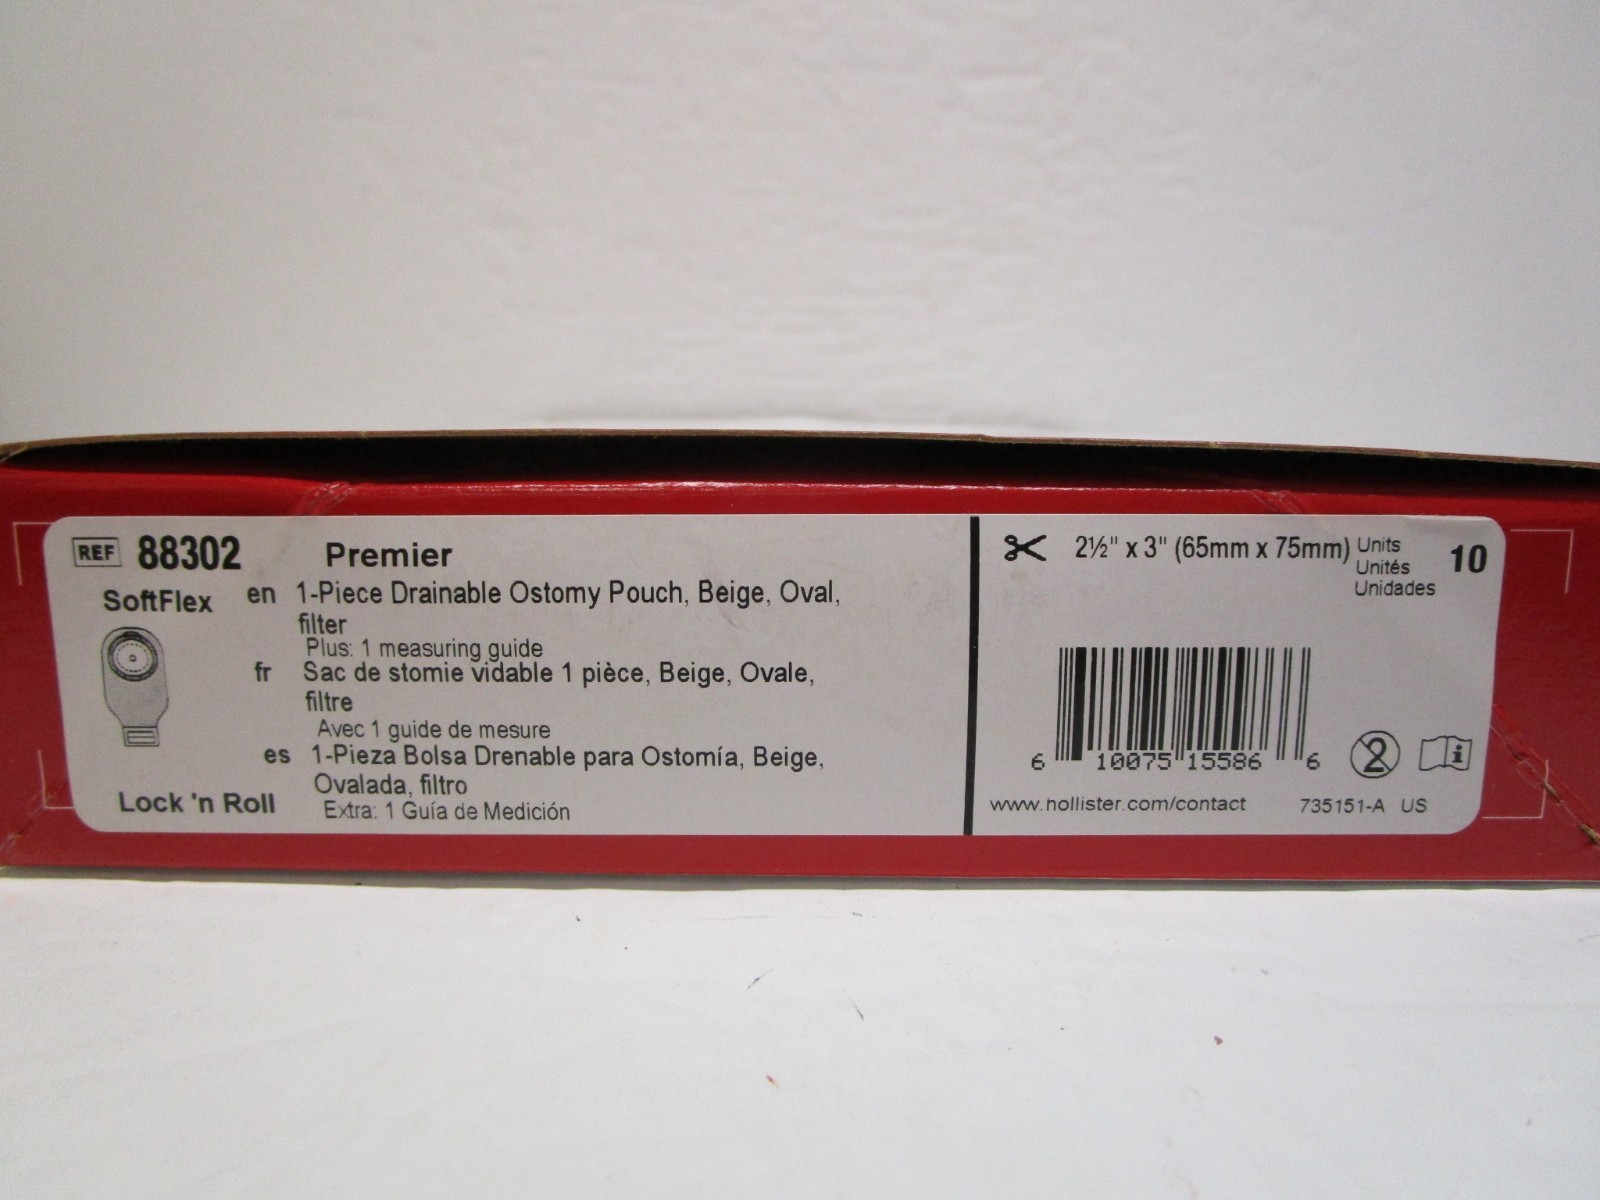 REF 88302 Premier
SoftFlex
en 1-Piece Drainable Ostomy Pouch, Beige, Oval,
filter
Plus: 1 measuring guide
fr Sac de stomie vidable 1 pièce, Beige, Ovale,
filtre
Avec 1 guide de mesure
es 1-Pieza Bolsa Drenable para Ostomía, Beige,
Ovalada, filtro
Extra: 1 Guía de Medición
Lock 'n Roll
2½" x 3" (65mm x 75mm)
Units
Unités
Unidades
10
6 10075 15586 6
2
i
www.hollister.com/contact 735151-A US